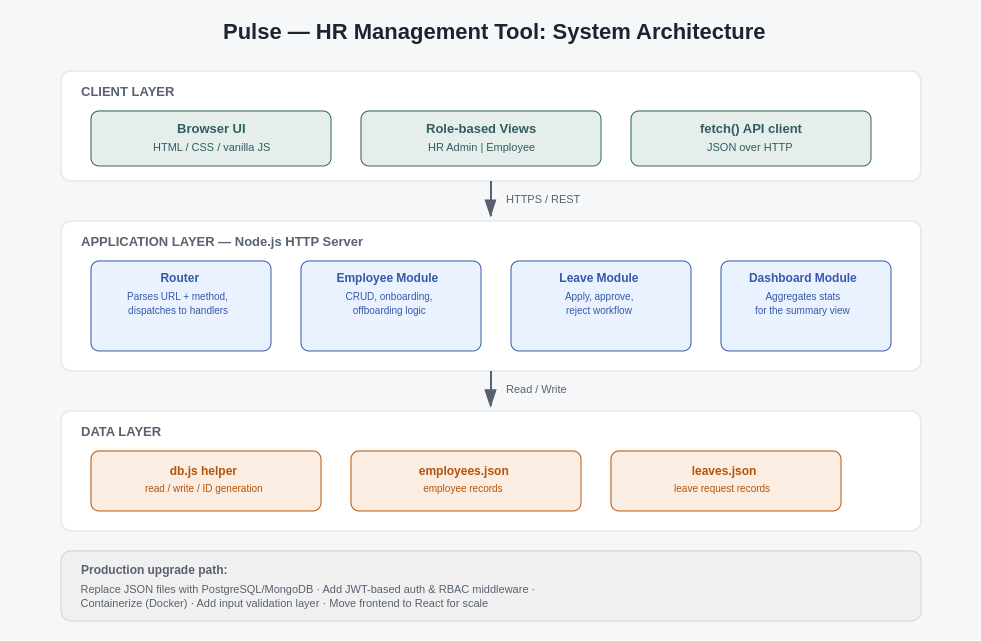 Pulse — HR Management Tool: System Architecture
CLIENT LAYER
Browser UI
HTML / CSS / vanilla JS
Role-based Views
HR Admin | Employee
fetch() API client
JSON over HTTP
HTTPS / REST
APPLICATION LAYER — Node.js HTTP Server
Router
Parses URL + method,
dispatches to handlers
Employee Module
CRUD, onboarding,
offboarding logic
Leave Module
Apply, approve,
reject workflow
Dashboard Module
Aggregates stats
for the summary view
Read / Write
DATA LAYER
db.js helper
read / write / ID generation
employees.json
employee records
leaves.json
leave request records
Production upgrade path:
Replace JSON files with PostgreSQL/MongoDB · Add JWT-based auth & RBAC middleware ·
Containerize (Docker) · Add input validation layer · Move frontend to React for scale